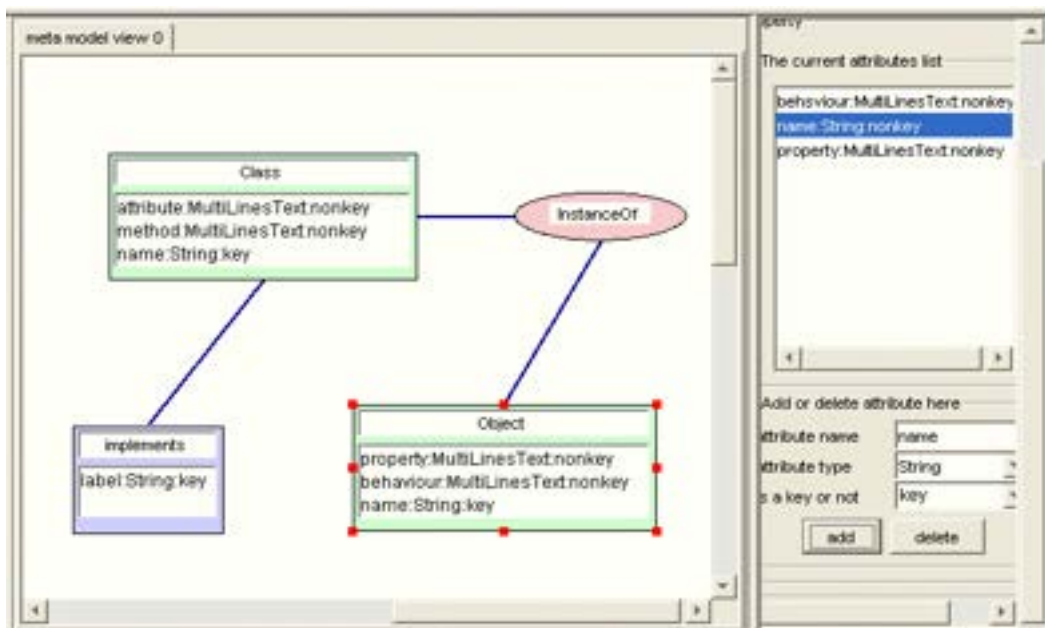 meta model view 0
Class
attribute:MultiLinesText:nonkey
method:MultiLinesText:nonkey
name:String:key
InstanceOf
implements
label:String:key
Object
property:MultiLinesText:nonkey
behaviour:MultiLinesText:nonkey
name:String:key
operty
The current attributes list
behsviour:MultiLinesText:nonkey
name:String:nonkey
property:MultiLinesText:nonkey
Add or delete attribute here
attribute name name
attribute type String
s a key or not key
add delete